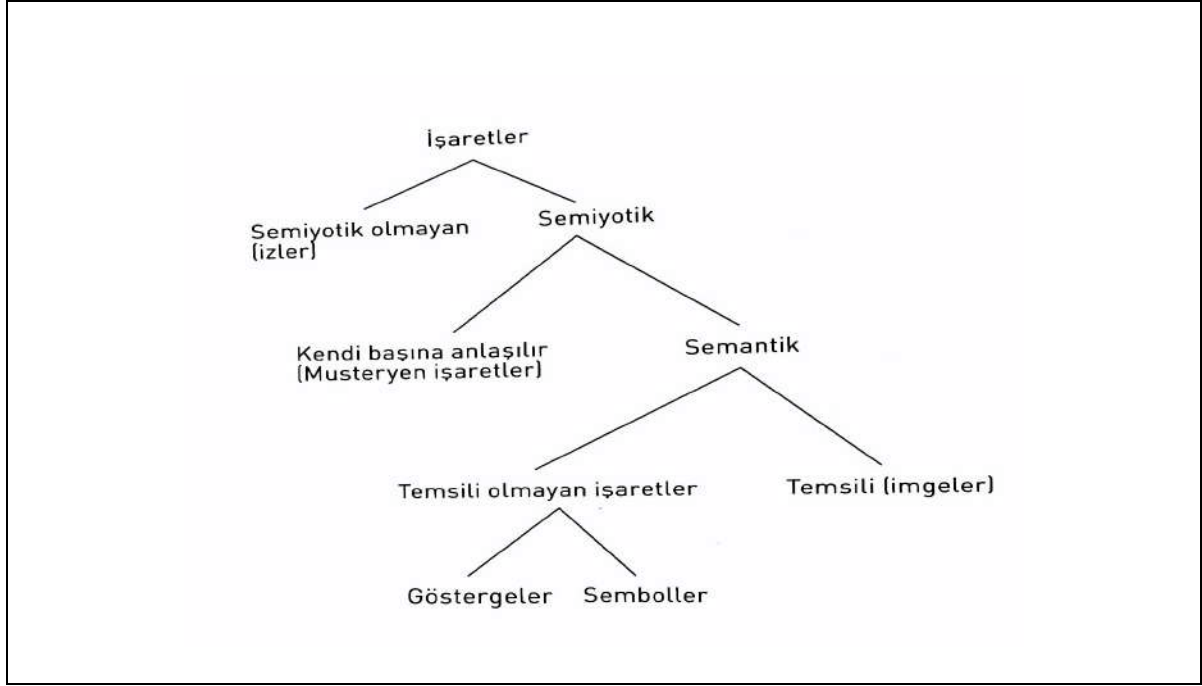 İşaretler
Semiyotik olmayan
(izler)
Semiyotik
Kendi başına anlaşılır
(Musteryen işaretler)
Semantik
Temsili olmayan işaretler
Temsili (imgeler)
Göstergeler
Semboller